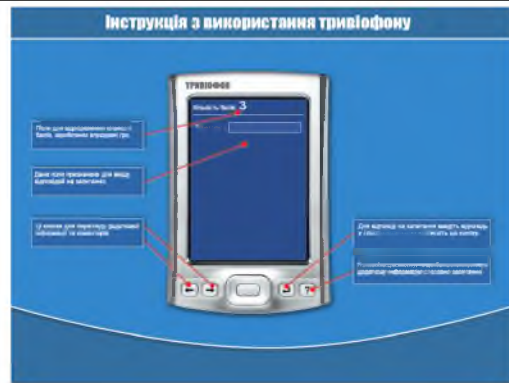 Інструкція з використання тривіофону
ТРИВІОФОН
Кількість балів: 3
Поле для відображення кількості
балів, зароблених впродовж гри.
Дане поле призначене для вводу
відповідей на запитання.
Ці кнопки для перегляду додаткової
інформації та коментарів
Для відповіді на запитання введіть відповідь
у
додаткову інформацію стосовно запитання